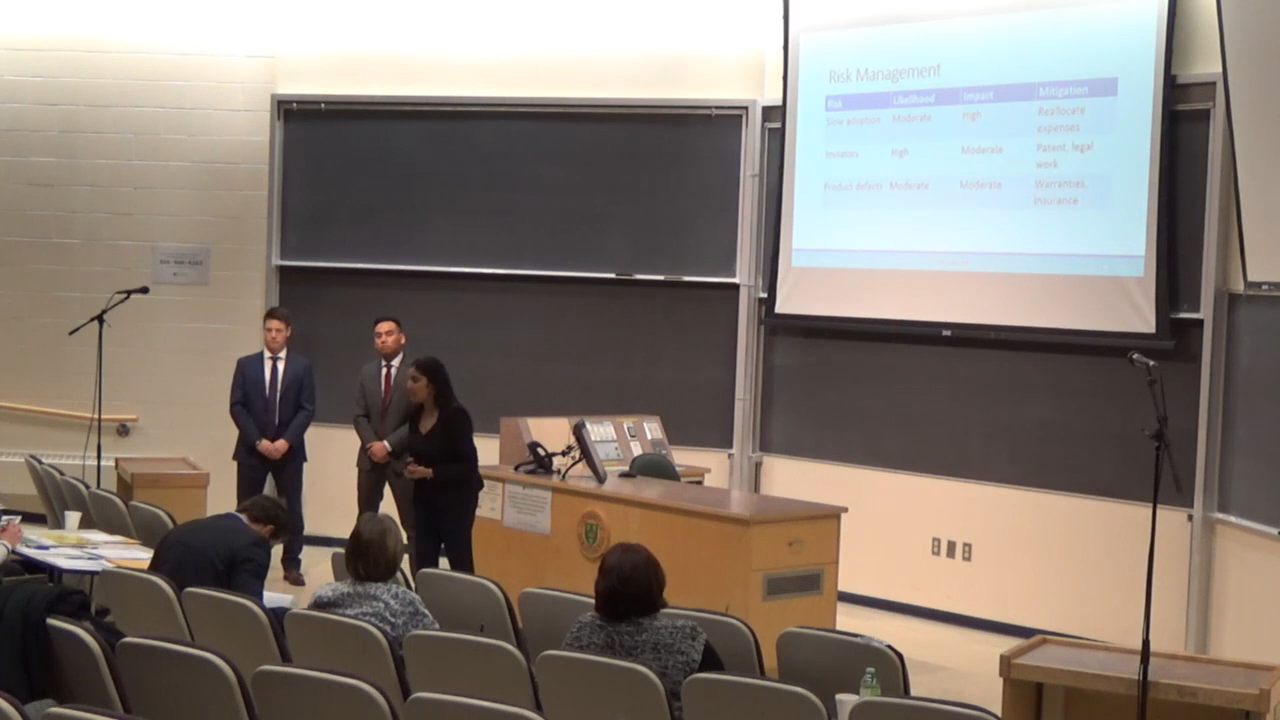 Risk Management
Risk Likelihood Impact Mitigation
Slow adoption Moderate High Reallocate
expenses
Imitators High Moderate Patent, legal
work
Product defects Moderate Moderate Warranties,
insurance